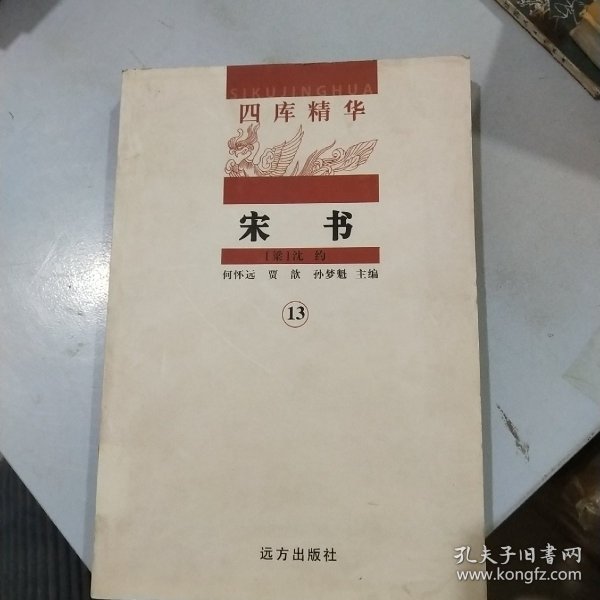 SIKUJINGHUA
四库精华
宋书
[梁]沈约
何怀远 贾歆 孙梦魁 主编
13
远方出版社
孔夫子旧书网
www.kongfz.com